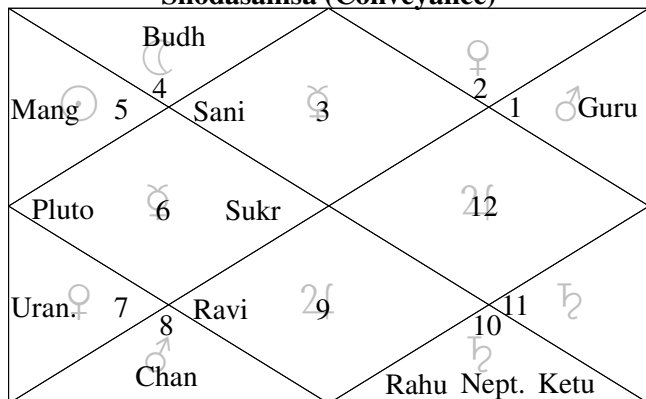 Shodasamsa (Conveyance)
Budh
4
2
Mang 5 Sani 3 1 Guru
Pluto 6 Sukr 12
Uran. 7 Ravi 9 11
8 10
Chan
Rahu Nept. Ketu